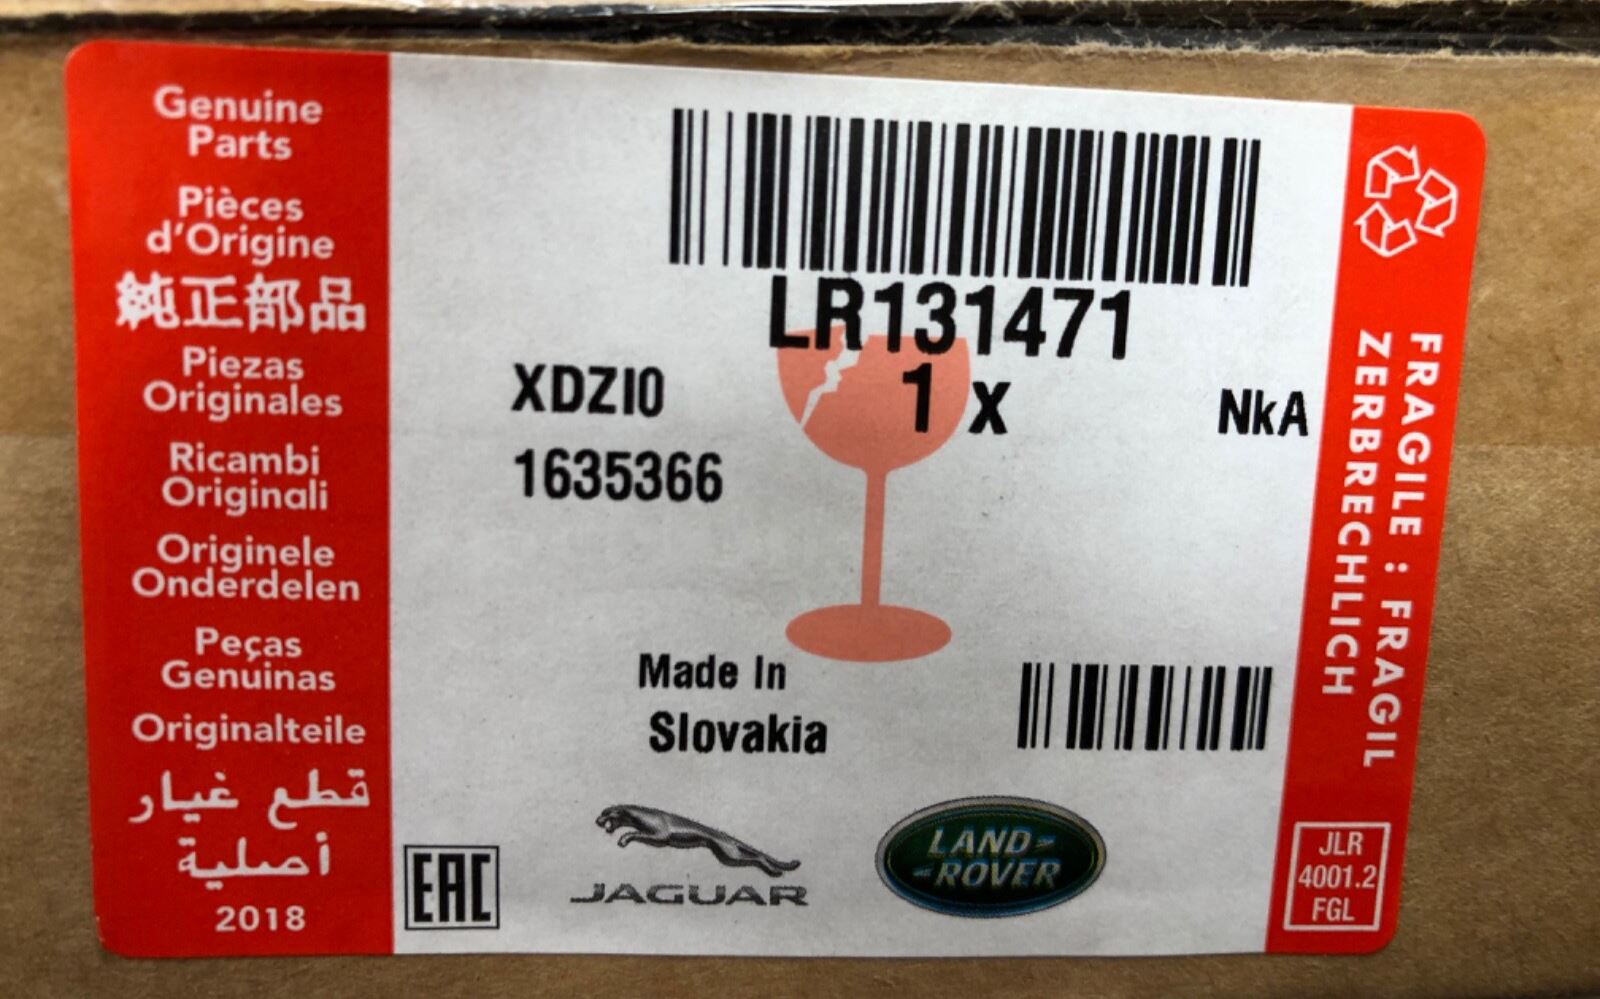 Genuine
Parts
Pièces
d'Origine
純正部品
Piezas
Originales
Ricambi
Originali
Originele
Onderdelen
Peças
Genuinas
Originalteile
قطع غيار
أصلية
2018
LR131471
XDZI0
1 x
NkA
1635366
Made In
Slovakia
EAC
JAGUAR
LAND-
-ROVER
FRAGILE : FRAGIL
ZERBRECHLICH
JLR
4001.2
FGL